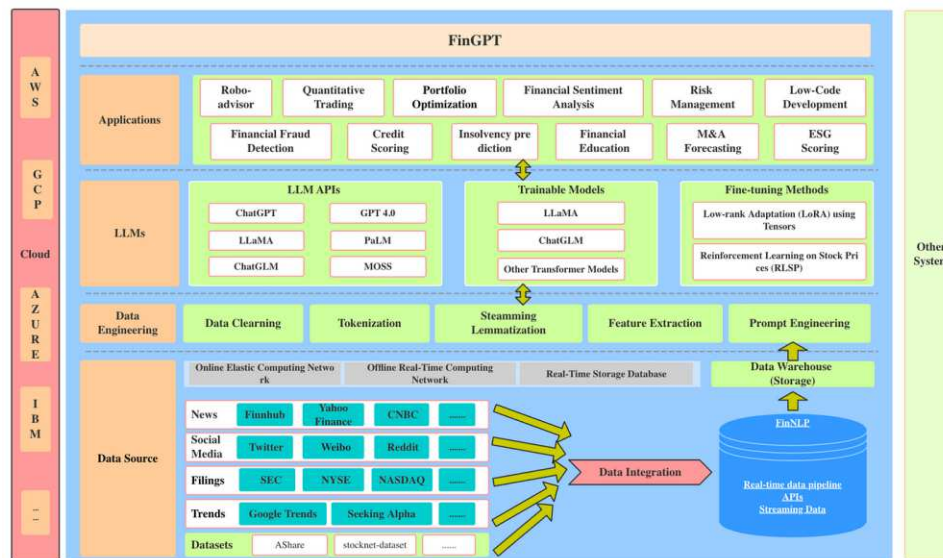 FinGPT
A
W
S
G
C
P
Cloud
A
Z
U
R
E
I
B
M
Applications
Robo-
advisor
Quantitative
Trading
Portfolio
Optimization
Financial Sentiment
Analysis
Risk
Management
Low-Code
Development
Financial Fraud
Detection
Credit
Scoring
Insolvency pre
diction
Financial
Education
M&A
Forecasting
ESG
Scoring
LLMs
LLM APIs
ChatGPT
GPT 4.0
LLaMA
PaLM
ChatGLM
MOSS
Trainable Models
LLaMA
ChatGLM
Other Transformer Models
Fine-tuning Methods
Low-rank Adaptation (LoRA) using
Tensors
Reinforcement Learning on Stock Pri
ces (RLSP)
Data
Engineering
Data Clearning
Tokenization
Steamming
Lemmatization
Feature Extraction
Prompt Engineering
Data Source
Online Elastic Computing Netwo
rk
Offline Real-Time Computing
Network
Real-Time Storage Database
Data Warehouse
(Storage)
News
Finnhub
Yahoo
Finance
CNBC
......
Social
Media
Twitter
Weibo
Reddit
......
Filings
SEC
NYSE
NASDAQ
......
Trends
Google Trends
Seeking Alpha
......
Datasets
AShare
stocknet-dataset
......
Data Integration
FinNLP
Real-time data pipeline
APIs
Streaming Data
Other
System